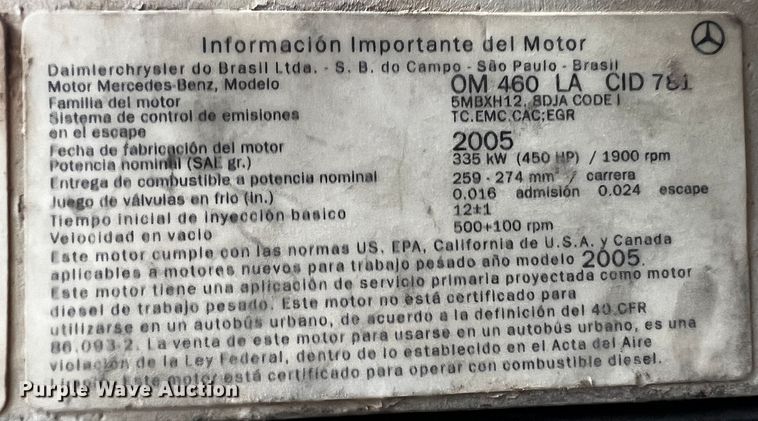 Información Importante del Motor
Daimlerchrysler do Brasil Ltda. - S. B. do Campo - São Paulo - Brasil
Motor Mercedes-Benz, Modelo OM 460 LA CID 781
Familia del motor 5MBXH12. 8DJA CODE I
Sistema de control de emisiones TC.EMC.CAC;EGR
en el escape
Fecha de fabricación del motor 2005
Potencia nominal (SAE gr.) 335 kW (450 HP) / 1900 rpm
Entrega de combustible a potencia nominal 259-274 mm³ / carrera
Juego de válvulas en frio (in.) 0.016 admisión 0.024 escape
Tiempo inicial de inyección basico 12±1
Velocidad en vacio 500+100 rpm
Este motor cumple con las normas US. EPA, California de U.S.A. y Canada
aplicables a motores nuevos para trabajo pesado año modelo 2005.
Este motor tiene una aplicación de servicio primaria proyectada como motor
diesel de trabajo pesado. Este motor no está certificado para
utilizarse en un autobús urbano, de acuerdo a la definición del 40 CFR
86.093-2. La venta de este motor para usarse en un autobús urbano, es una
violación de la Ley Federal, dentro de lo establecido en el Acta del Aire
Este motor está certificado para operar con combustible diesel.
Purple Wave Auction